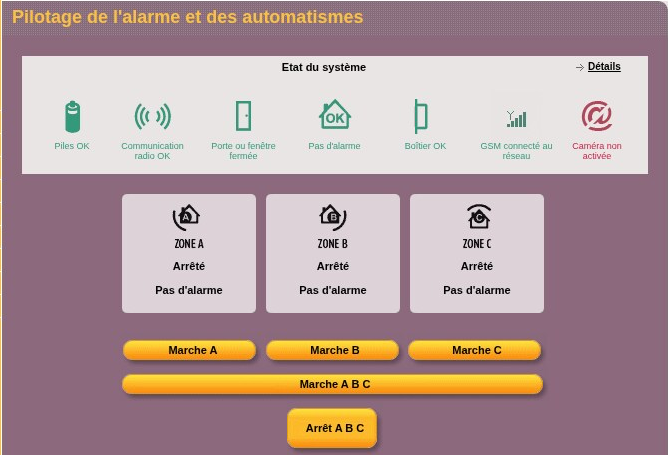 Pilotage de l'alarme et des automatismes
Etat du système
Détails
OK
Piles OK
Communication
radio OK
Porte ou fenêtre
fermée
Pas d'alarme
Boîtier OK
GSM connecté au
réseau
Caméra non
activée
A
ZONE A
Arrêté
Pas d'alarme
B
ZONE B
Arrêté
Pas d'alarme
C
ZONE C
Arrêté
Pas d'alarme
Marche A
Marche B
Marche C
Marche A B C
Arrêt A B C